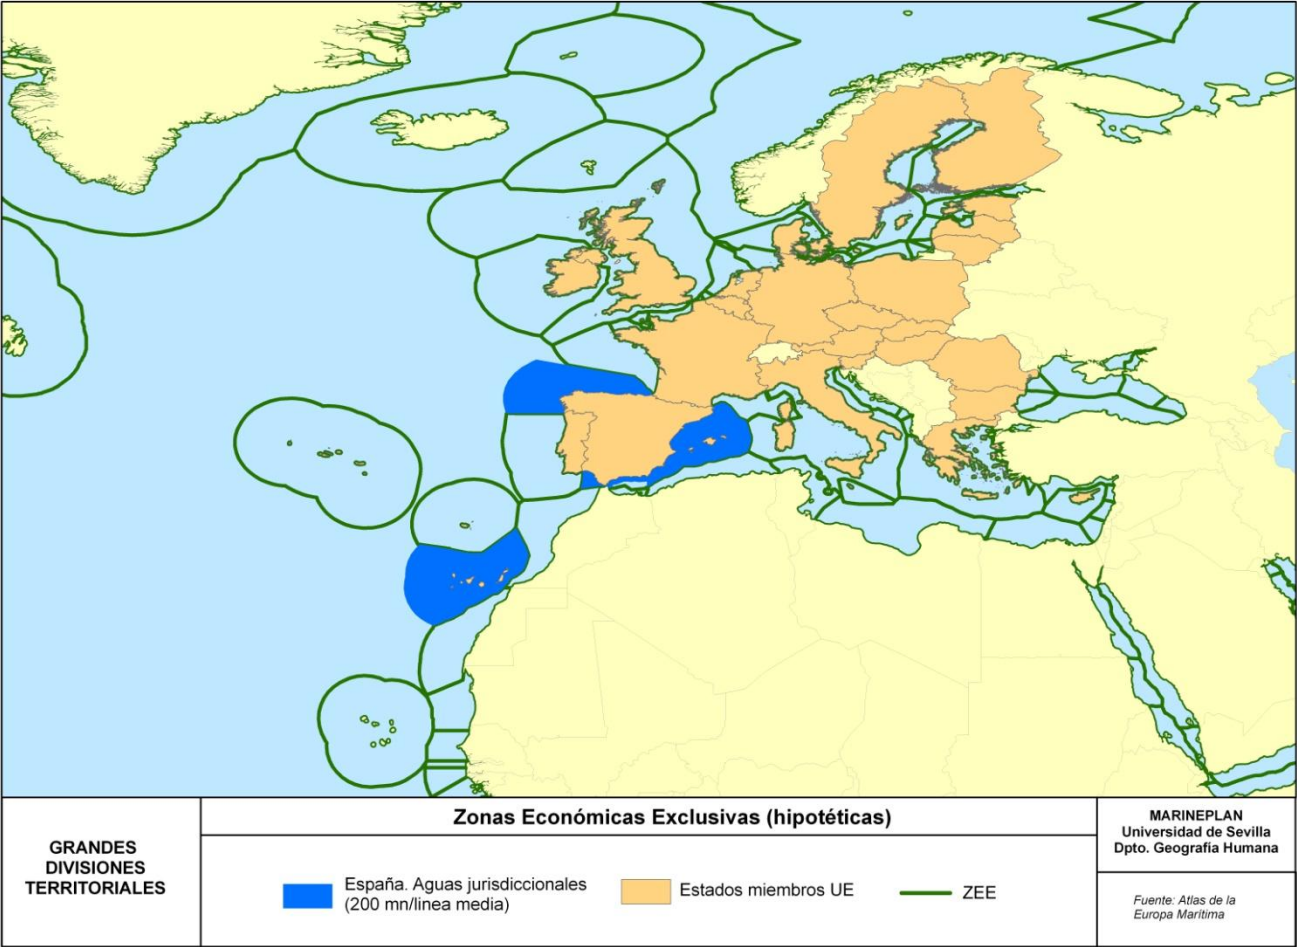 GRANDES
DIVISIONES
TERRITORIALES
Zonas Económicas Exclusivas (hipotéticas)
España. Aguas jurisdiccionales
(200 mn/linea media)
Estados miembros UE
ZEE
MARINEPLAN
Universidad de Sevilla
Dpto. Geografía Humana
Fuente: Atlas de la
Europa Marítima